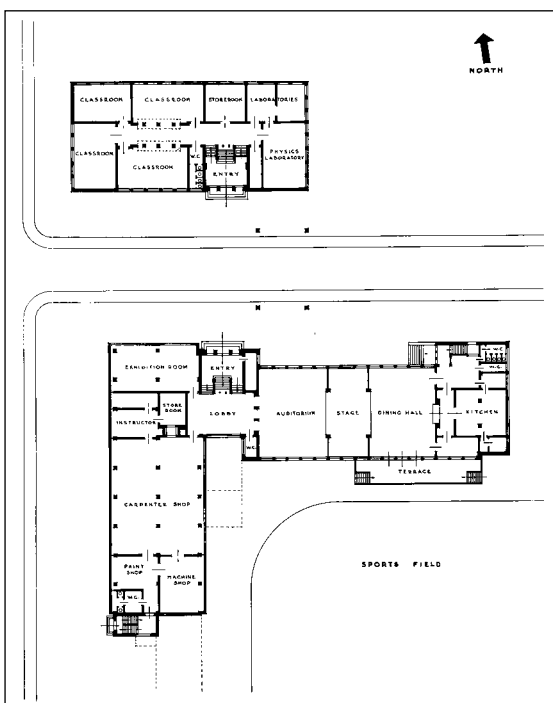 NORTH
CLASSROOM
CLASSROOM
STOREROOM
LABORATORIES
CLASSROOM
CLASSROOM
W.C.
ENTRY
PHYSICS
LABORATORY
EXHIBITION ROOM
ENTRY
W.C.
W.C.
STORE
ROOM
INSTRUCTOR
LOBBY
AUDITORIUM
STAGE
DINING HALL
KITCHEN
W.C.
TERRACE
CARPENTER SHOP
SPORTS FIELD
PAINT
SHOP
MACHINE
SHOP
W.C.